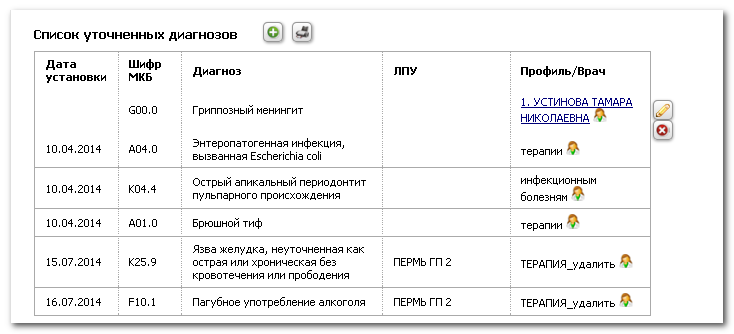 Список уточненных диагнозов
Дата установки Шифр МКБ Диагноз ЛПУ Профиль/Врач
G00.0 Гриппозный менингит 1. УСТИНОВА ТАМАРА НИКОЛАЕВНА
10.04.2014 A04.0 Энтеропатогенная инфекция, вызванная Escherichia coli терапии
10.04.2014 K04.4 Острый апикальный периодонтит пульпарного происхождения инфекционным болезням
10.04.2014 A01.0 Брюшной тиф терапии
15.07.2014 K25.9 Язва желудка, неуточненная как острая или хроническая без кровотечения или прободения ПЕРМЬ ГП 2 ТЕРАПИЯ_удалить
16.07.2014 F10.1 Пагубное употребление алкоголя ПЕРМЬ ГП 2 ТЕРАПИЯ_удалить